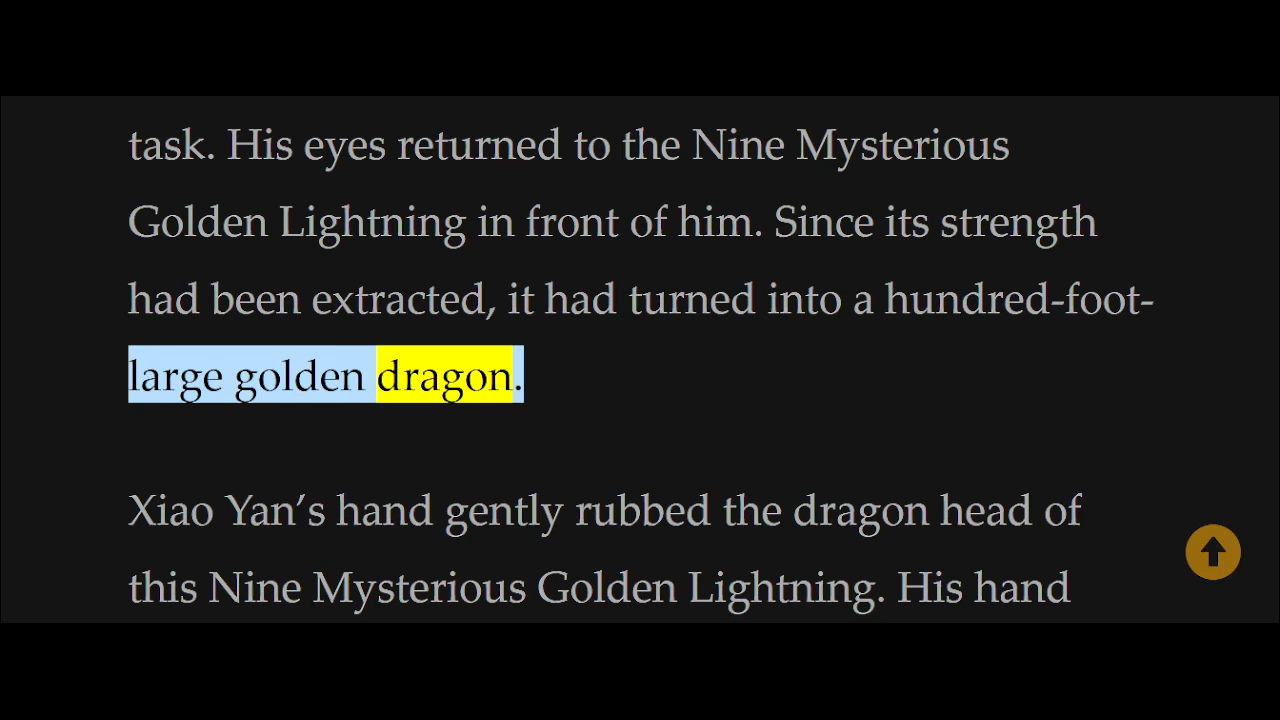 task. His eyes returned to the Nine Mysterious
Golden Lightning in front of him. Since its strength
had been extracted, it had turned into a hundred-foot-
large golden dragon.
Xiao Yan’s hand gently rubbed the dragon head of
this Nine Mysterious Golden Lightning. His hand